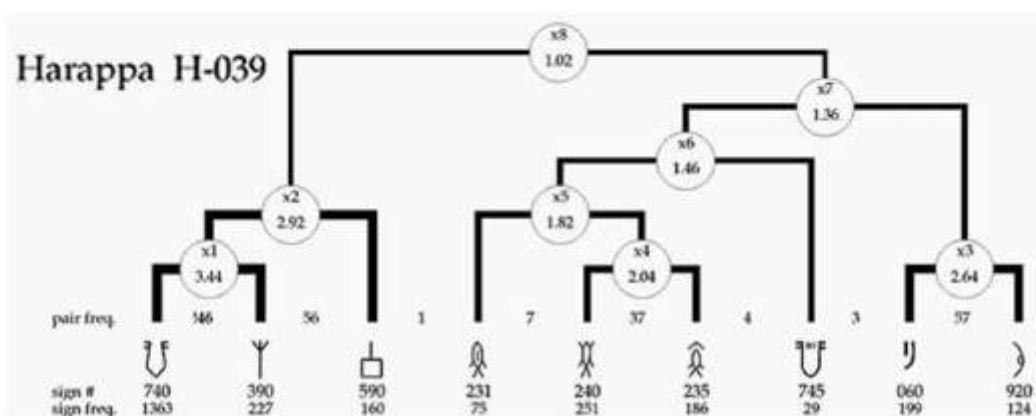 Harappa H-039
x8
1.02
x7
1.36
x6
1.46
x2
2.92
x5
1.82
x1
3.44
x4
2.04
x3
2.64
pair freq. 56 1 7 37 4 3 57
sign # 740 390 590 231 240 235 745 060 920
sign freq. 1363 227 160 75 251 186 29 199